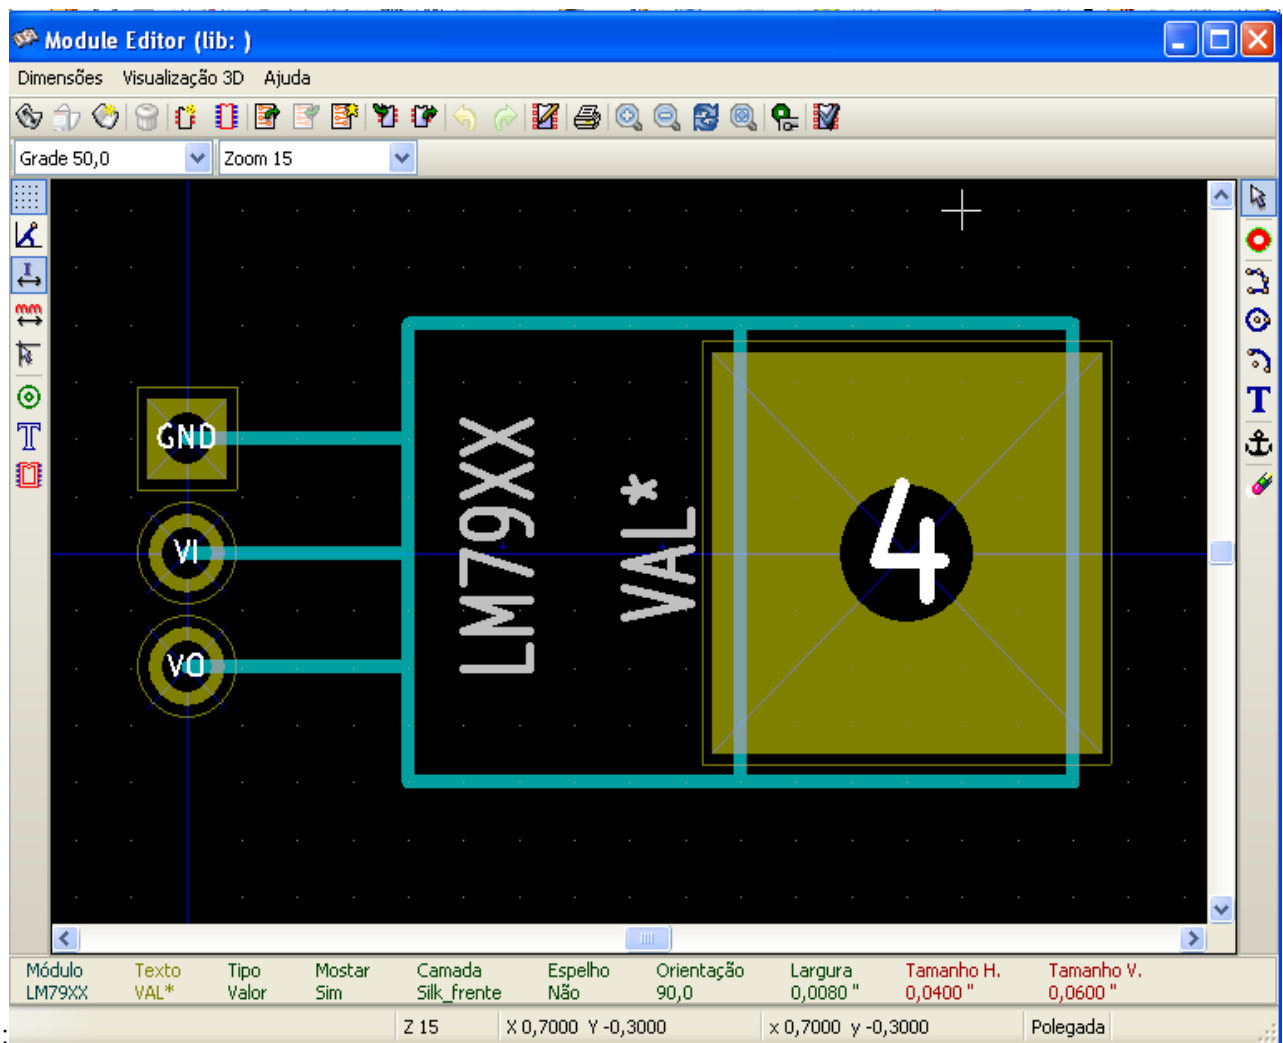 Module Editor (lib: )
Dimensões Visualização 3D Ajuda
Grade 50,0 Zoom 15
GND
VI
VO
LM79XX
VAL*
4
mm
T
T
Módulo Texto Tipo Mostar Camada Espelho Orientação Largura Tamanho H. Tamanho V.
LM79XX VAL* Valor Sim Silk_frente Não 90,0 0,0080 " 0,0400 " 0,0600 "
: Z 15 X 0,7000 Y -0,3000 x 0,7000 y -0,3000 Polegada